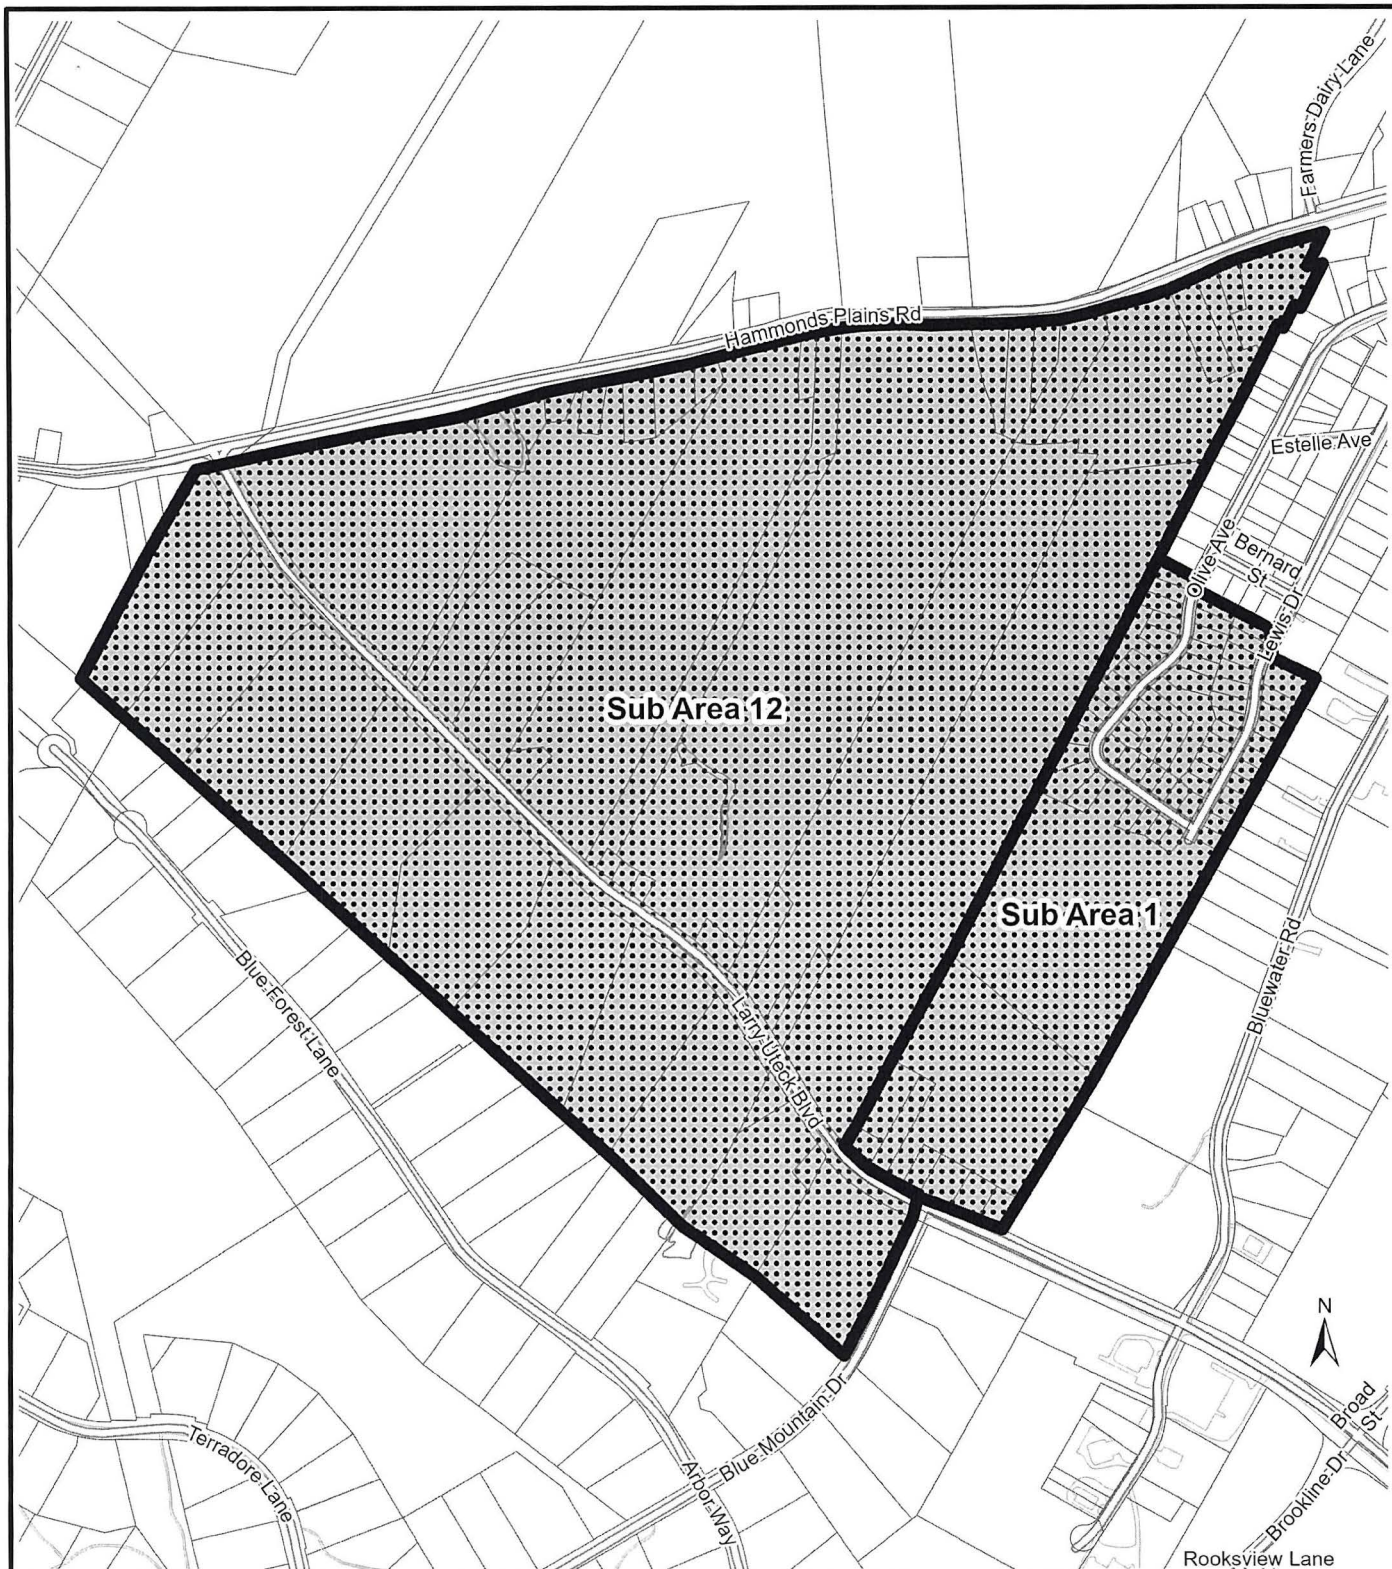 Farmers Dairy Lane
Hammonds Plains Rd
Estelle Ave
Olive Ave
Bernard
St
Lewis Dr
Sub Area 12
Sub Area 1
Bluewater Rd
Blue Forest Lane
Larry Uteck Blvd
N
Blue Mountain Dr
Broad
St
Terradore Lane
Arbor Way
Brookline Dr
Rooksview Lane